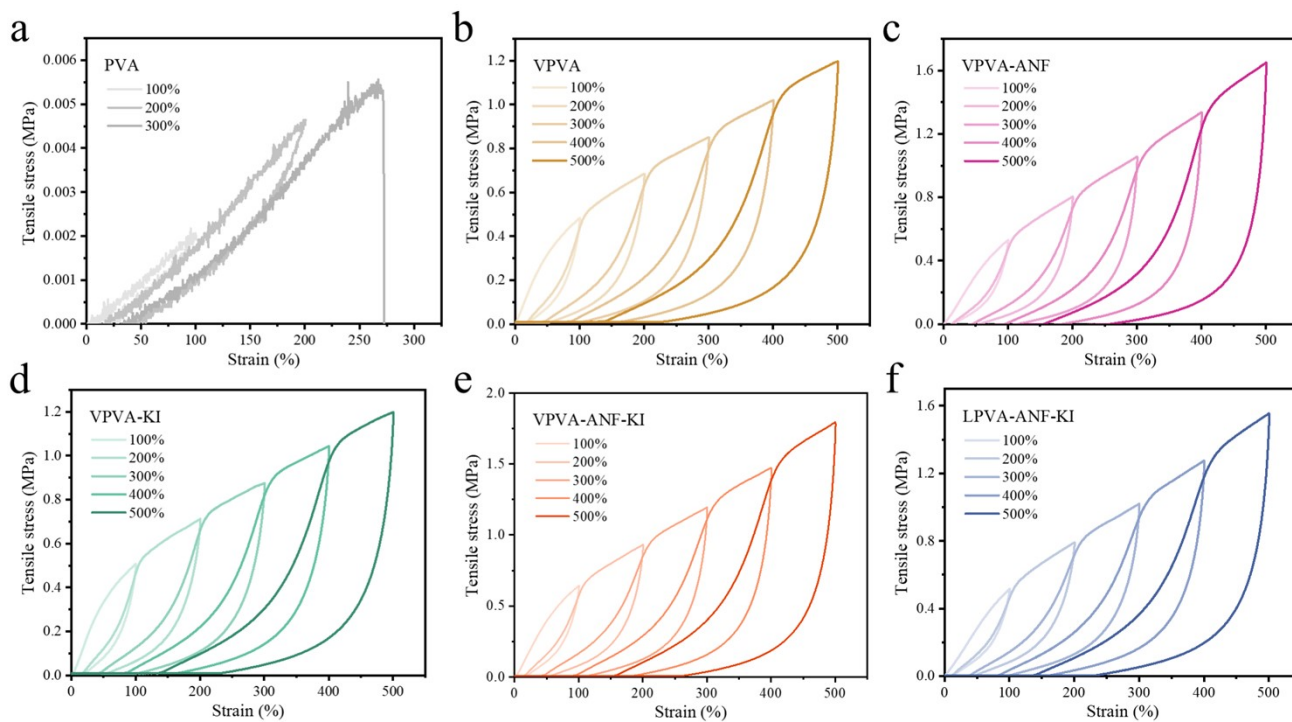 a
PVA
100%
200%
300%
Tensile stress (MPa)
0.006
0.005
0.004
0.003
0.002
0.001
0.000
0 50 100 150 200 250 300
Strain (%)
b
VPVA
100%
200%
300%
400%
500%
Tensile stress (MPa)
1.2
1.0
0.8
0.6
0.4
0.2
0.0
0 100 200 300 400 500
Strain (%)
c
VPVA-ANF
100%
200%
300%
400%
500%
Tensile stress (MPa)
1.6
1.2
0.8
0.4
0.0
0 100 200 300 400 500
Strain (%)
d
VPVA-KI
100%
200%
300%
400%
500%
Tensile stress (MPa)
1.2
1.0
0.8
0.6
0.4
0.2
0.0
0 100 200 300 400 500
Strain (%)
e
VPVA-ANF-KI
100%
200%
300%
400%
500%
Tensile stress (MPa)
2.0
1.5
1.0
0.5
0.0
0 100 200 300 400 500
Strain (%)
f
LPVA-ANF-KI
100%
200%
300%
400%
500%
Tensile stress (MPa)
1.6
1.2
0.8
0.4
0.0
0 100 200 300 400 500
Strain (%)